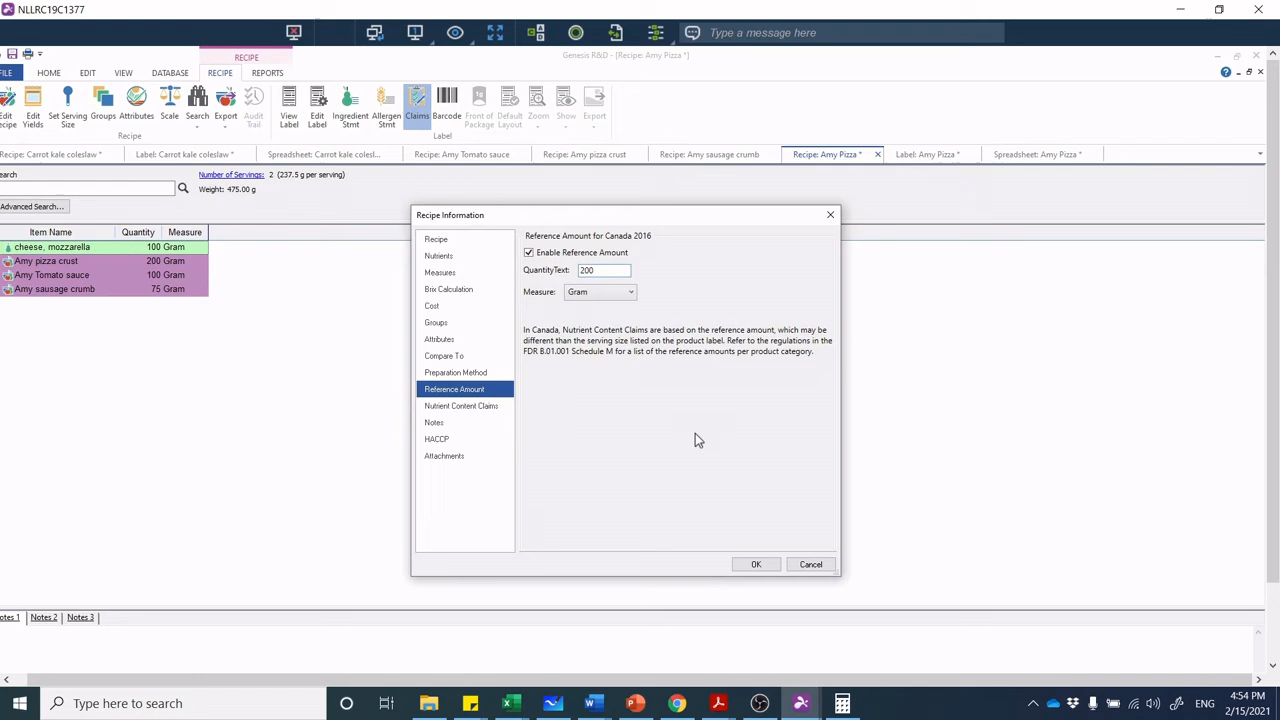 NLLRC19C1377
Type a message here
RECIPE
Genesis R&D - [Recipe: Amy Pizza *]
FILE HOME EDIT VIEW DATABASE RECIPE REPORTS
Edit Recipe
Edit Yields
Set Serving Size
Groups
Attributes
Scale
Search
Export
Audit Trail
View Label
Edit Label
Ingredient Stmt
Allergen Stmt
Claims
Barcode
Front of Package
Default Layout
Zoom
Show
Export
Recipe
Label
Recipe: Carrot kale coleslaw *
Label: Carrot kale coleslaw *
Spreadsheet: Carrot kale coleslaw...
Recipe: Amy Tomato sauce
Recipe: Amy pizza crust
Recipe: Amy sausage crumb
Recipe: Amy Pizza *
Label: Amy Pizza *
Spreadsheet: Amy Pizza *
Search
Number of Servings: 2 (237.5 g per serving)
Weight: 475.00 g
Advanced Search...
Item Name Quantity Measure
cheese, mozzarella 100 Gram
Amy pizza crust 200 Gram
Amy Tomato sauce 100 Gram
Amy sausage crumb 75 Gram
Recipe Information
Recipe
Nutrients
Measures
Brix Calculation
Cost
Groups
Attributes
Compare To
Preparation Method
Reference Amount
Nutrient Content Claims
Notes
HACCP
Attachments
Reference Amount for Canada 2016
Enable Reference Amount
QuantityText: 200
Measure: Gram
In Canada, Nutrient Content Claims are based on the reference amount, which may be
different than the serving size listed on the product label. Refer to the regulations in the
FDR B.01.001 Schedule M for a list of the reference amounts per product category.
OK Cancel
Notes 1 Notes 2 Notes 3
Type here to search
ENG
4:54 PM
2/15/2021